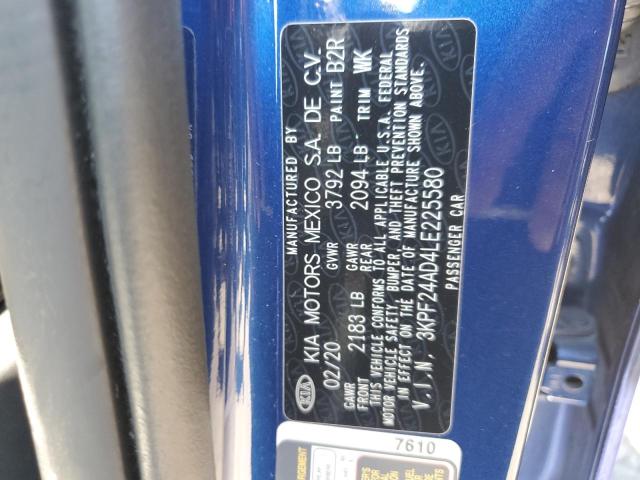 MANUFACTURED BY
KIA KIA MOTORS MEXICO S.A. DE C.V.
02/20 GVWR 3792 LB PAINT B2R
GAWR FRONT 2183 LB GAWR REAR 2094 LB TRIM WK
THIS VEHICLE CONFORMS TO ALL APPLICABLE U.S.A. FEDERAL
MOTOR VEHICLE SAFETY, BUMPER, AND THEFT PREVENTION STANDARDS
IN EFFECT ON THE DATE OF MANUFACTURE SHOWN ABOVE.
V.I.N. 3KPF24AD4LE225580
PASSENGER CAR
7610